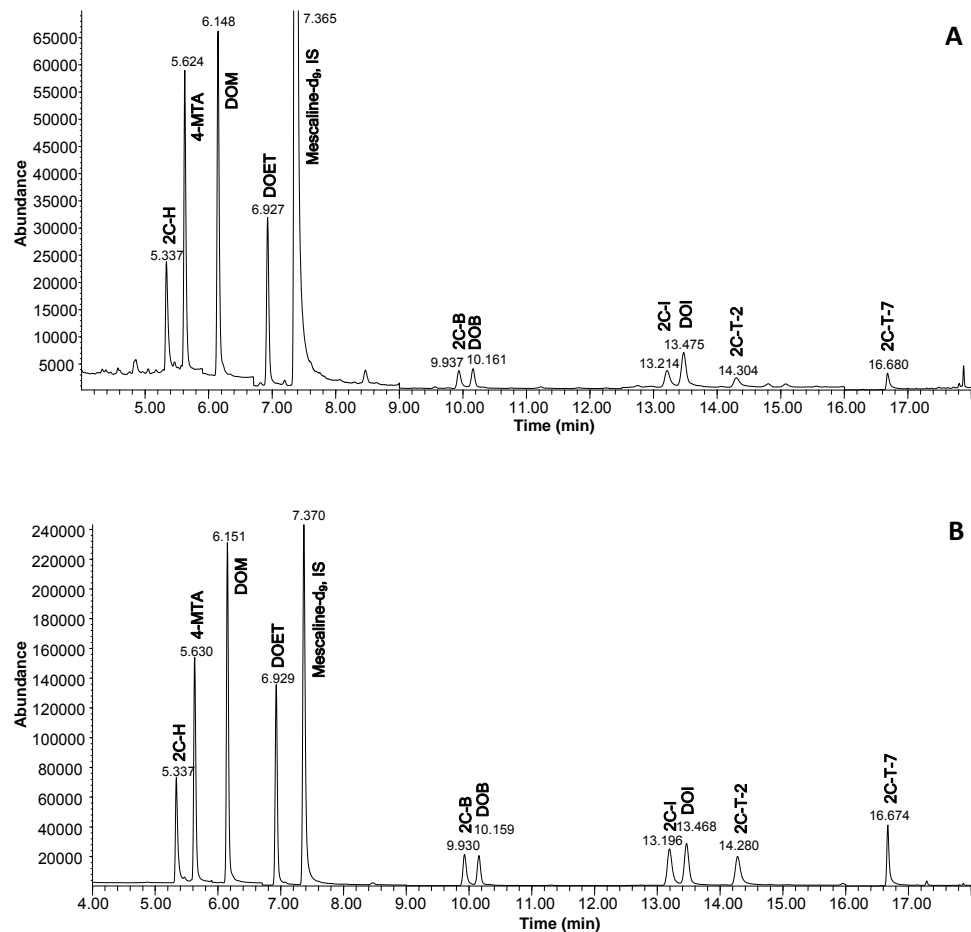 A
Abundance
65000
60000
55000
50000
45000
40000
35000
30000
25000
20000
15000
10000
5000
2C-H
5.337
5.624
4-MTA
6.148
DOM
DOET
6.927
7.365
Mescaline-d₉, IS
2C-B
9.937
DOB
10.161
2C-I
13.214
DOI
13.475
2C-T-2
14.304
2C-T-7
16.680
5.00 6.00 7.00 8.00 9.00 10.00 11.00 12.00 13.00 14.00 15.00 16.00 17.00
Time (min)
B
Abundance
240000
220000
200000
180000
160000
140000
120000
100000
80000
60000
40000
20000
2C-H
5.337
4-MTA
5.630
6.151
DOM
DOET
6.929
7.370
Mescaline-d₉, IS
2C-B
9.930
DOB
10.159
2C-I
13.196
DOI
13.468
2C-T-2
14.280
2C-T-7
16.674
4.00 5.00 6.00 7.00 8.00 9.00 10.00 11.00 12.00 13.00 14.00 15.00 16.00 17.00
Time (min)